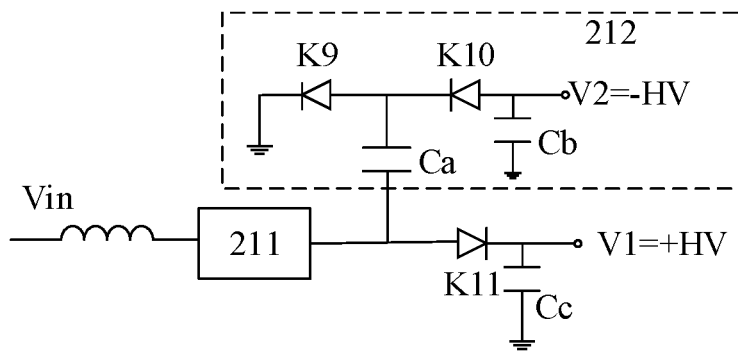 212
K9
K10
V2=-HV
Ca
Cb
Vin
211
V1=+HV
K11
Cc